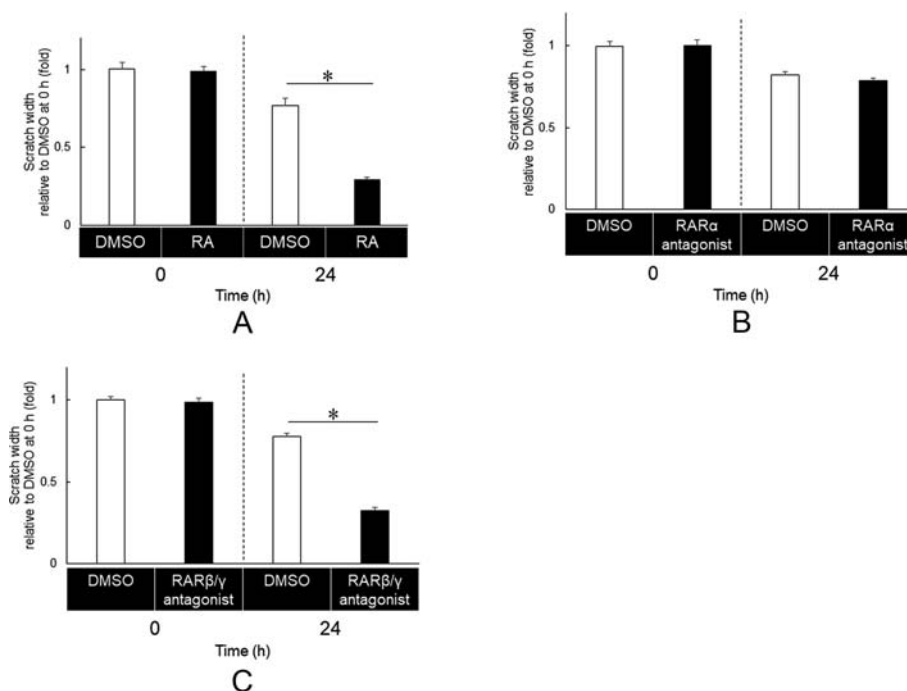 Scratch width
relative to DMSO at 0 h (fold)
1
0.5
0
*
DMSO RA DMSO RA
0 24
Time (h)
A
Scratch width
relative to DMSO at 0 h (fold)
1
0.5
0
DMSO RARα antagonist DMSO RARα antagonist
0 24
Time (h)
B
Scratch width
relative to DMSO at 0 h (fold)
1
0.5
0
*
DMSO RARβ/γ antagonist DMSO RARβ/γ antagonist
0 24
Time (h)
C